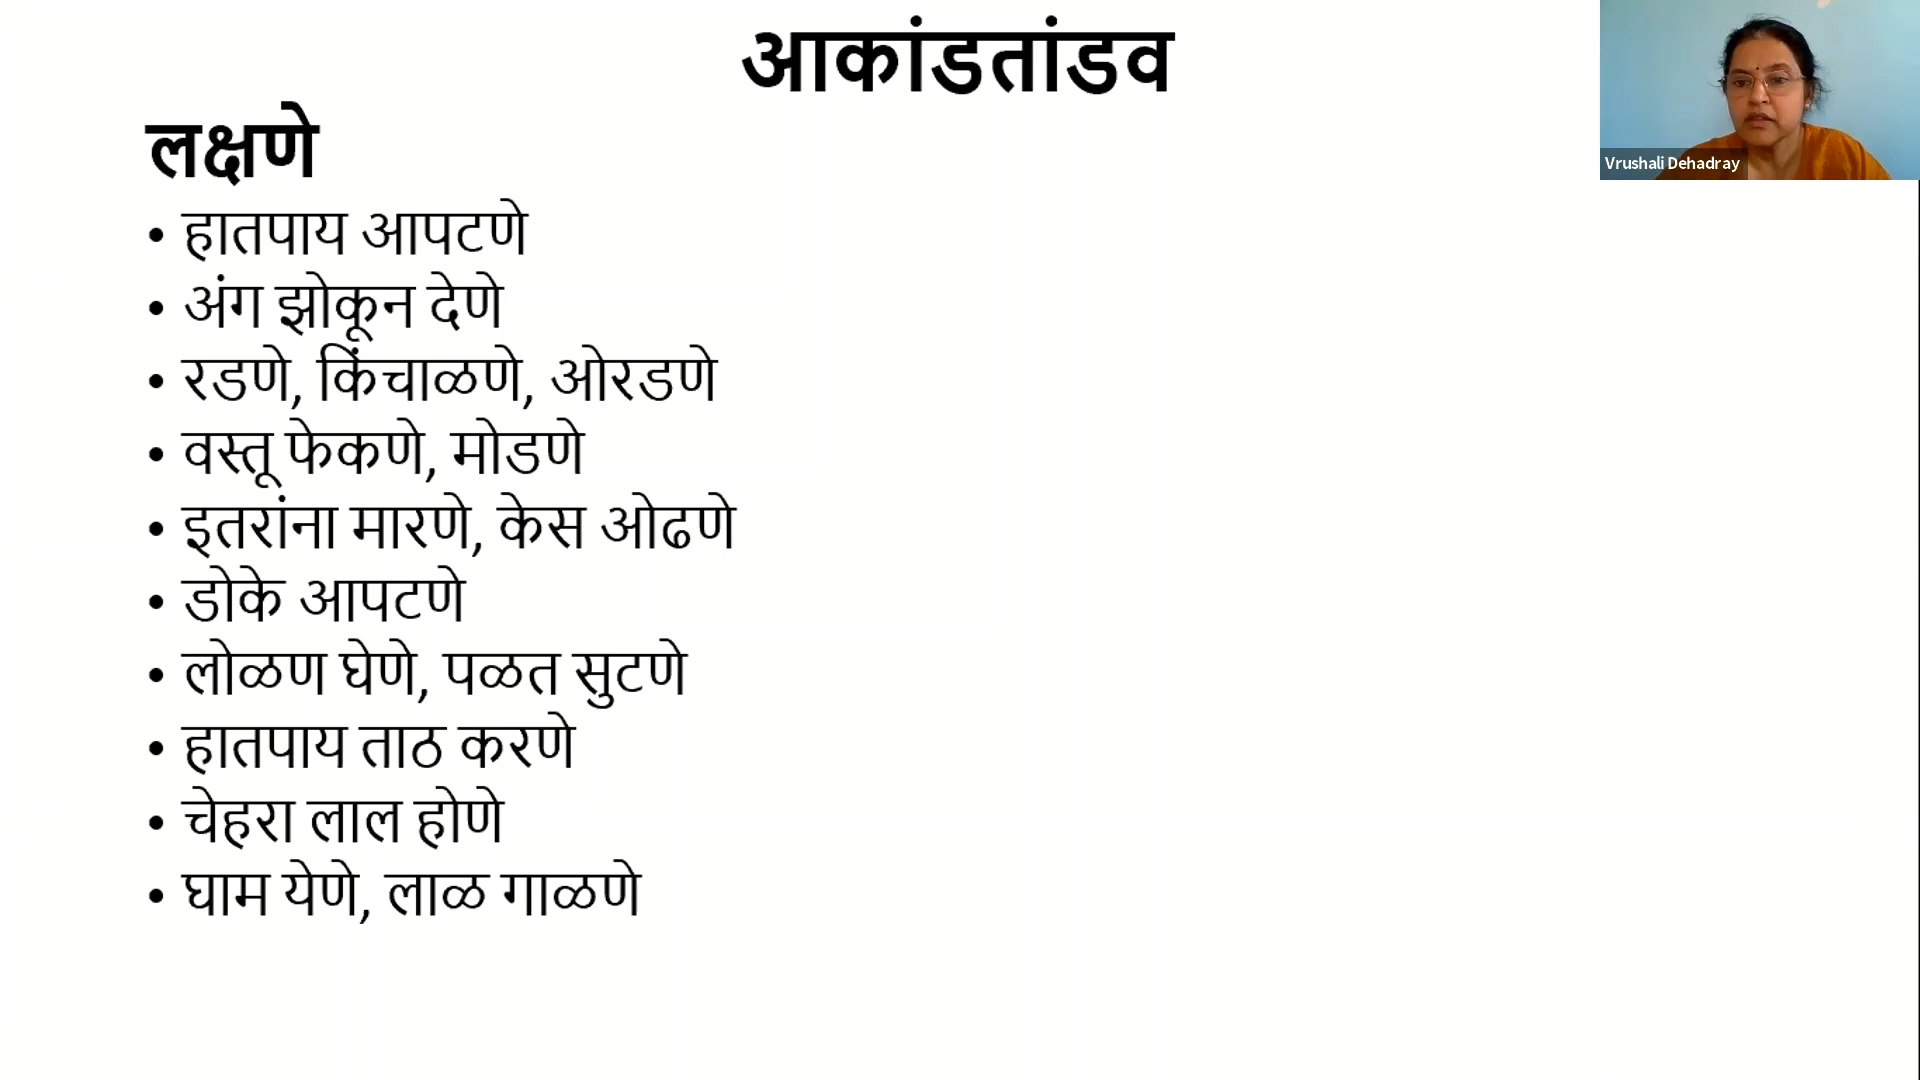 आकांडतांडव
लक्षणे
• हातपाय आपटणे
• अंग झोकून देणे
• रडणे, किंचाळणे, ओरडणे
• वस्तू फेकणे, मोडणे
• इतरांना मारणे, केस ओढणे
• डोके आपटणे
• लोळण घेणे, पळत सुटणे
• हातपाय ताठ करणे
• चेहरा लाल होणे
• घाम येणे, लाळ गाळणे
Vrushali Dehadray